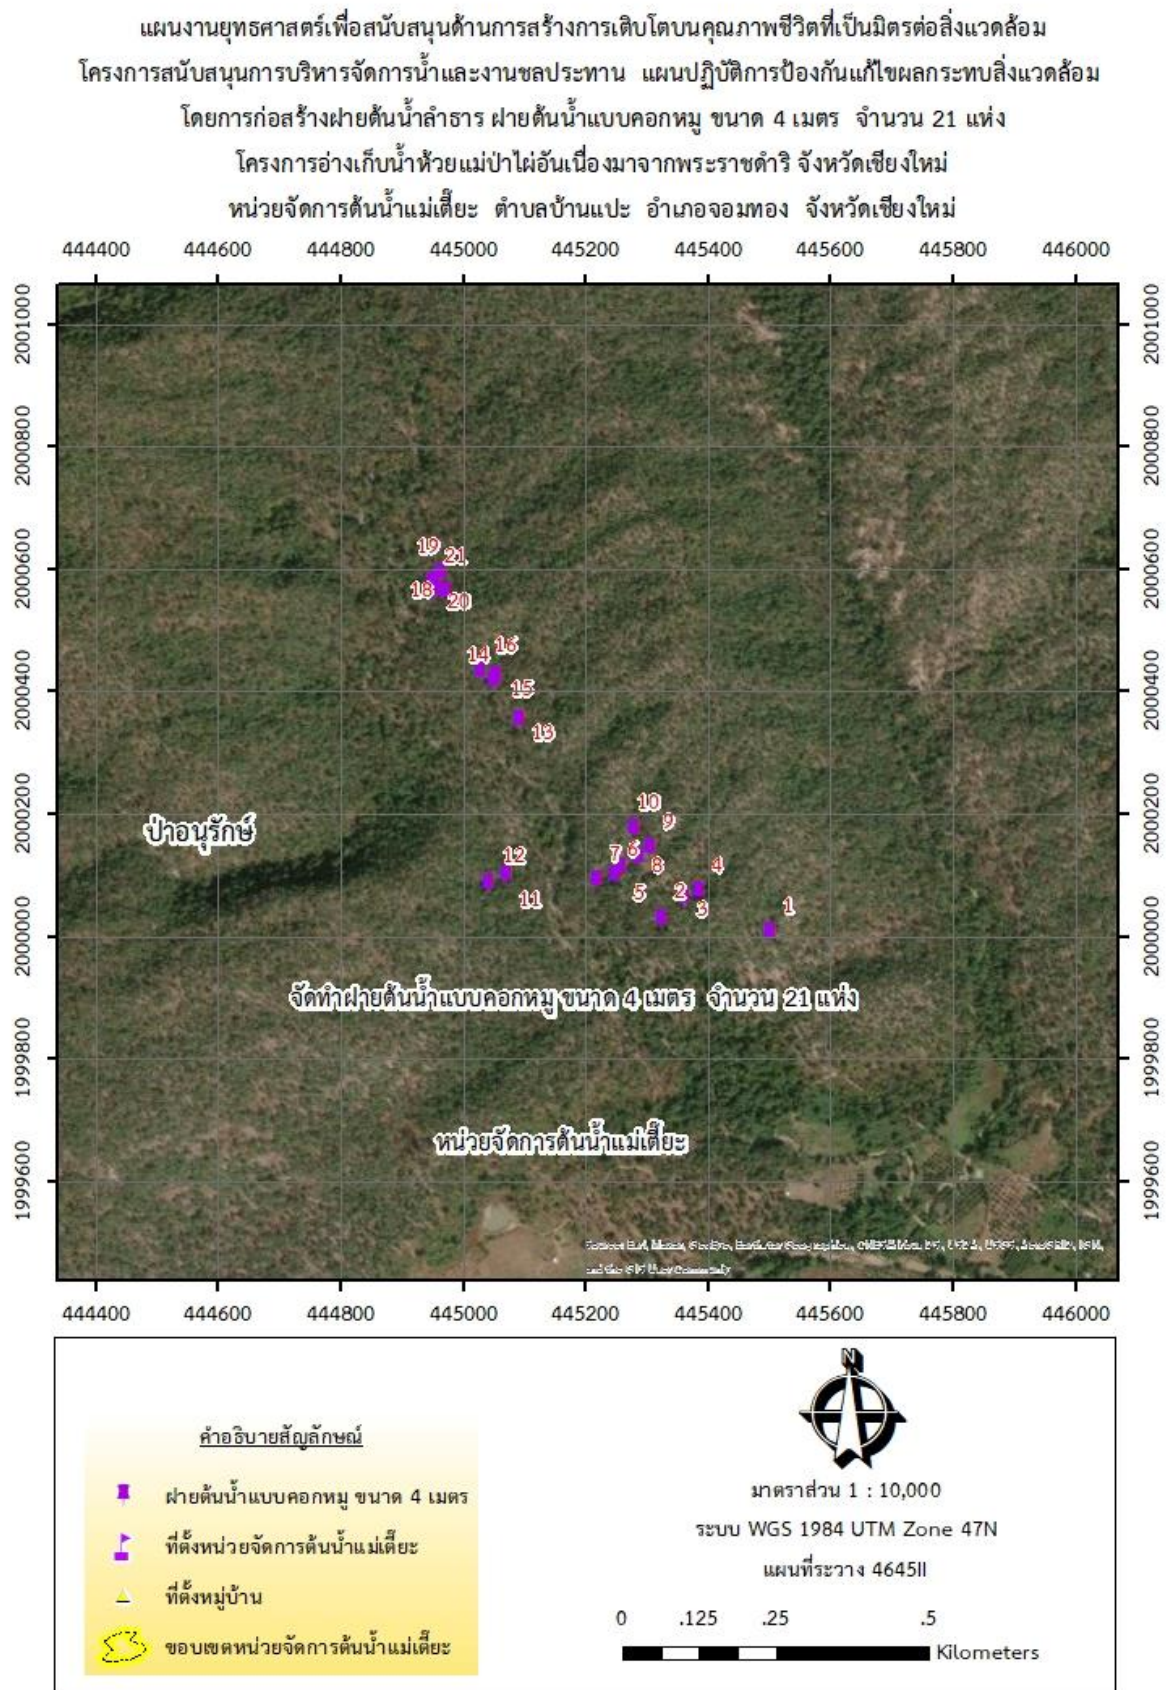 แผนงานยุทธศาสตร์เพื่อสนับสนุนด้านการสร้างการเติบโตบนคุณภาพชีวิตที่เป็นมิตรต่อสิ่งแวดล้อม
โครงการสนับสนุนการบริหารจัดการน้ำและงานชลประทาน แผนปฏิบัติการป้องกันแก้ไขผลกระทบสิ่งแวดล้อม
โดยการก่อสร้างฝายต้นน้ำลำธาร ฝายต้นน้ำแบบคอกหมู ขนาด 4 เมตร จำนวน 21 แห่ง
โครงการอ่างเก็บน้ำห้วยแม่ป่าไผ่อันเนื่องมาจากพระราชดำริ จังหวัดเชียงใหม่
หน่วยจัดการต้นน้ำแม่เตี๊ยะ ตำบลบ้านแปะ อำเภอจอมทอง จังหวัดเชียงใหม่
444400 444600 444800 445000 445200 445400 445600 445800 446000
2001000 2001000
2000800 2000800
2000600 2000600
19
21
18
20
2000400 2000400
16
14
15
13
2000200 2000200
10
9
ป่าอนุรักษ์
7 6
12
8
4
5
2
11
3
1
2000000 2000000
จัดทำฝายต้นน้ำแบบคอกหมู ขนาด 4 เมตร จำนวน 21 แห่ง
1999800 1999800
หน่วยจัดการต้นน้ำแม่เตี๊ยะ
1999600 1999600
444400 444600 444800 445000 445200 445400 445600 445800 446000
N
คำอธิบายสัญลักษณ์
ฝายต้นน้ำแบบคอกหมู ขนาด 4 เมตร
ที่ตั้งหน่วยจัดการต้นน้ำแม่เตี๊ยะ
ที่ตั้งหมู่บ้าน
ขอบเขตหน่วยจัดการต้นน้ำแม่เตี๊ยะ
มาตราส่วน 1 : 10,000
ระบบ WGS 1984 UTM Zone 47N
แผนที่ระวาง 4645II
0 .125 .25 .5
Kilometers